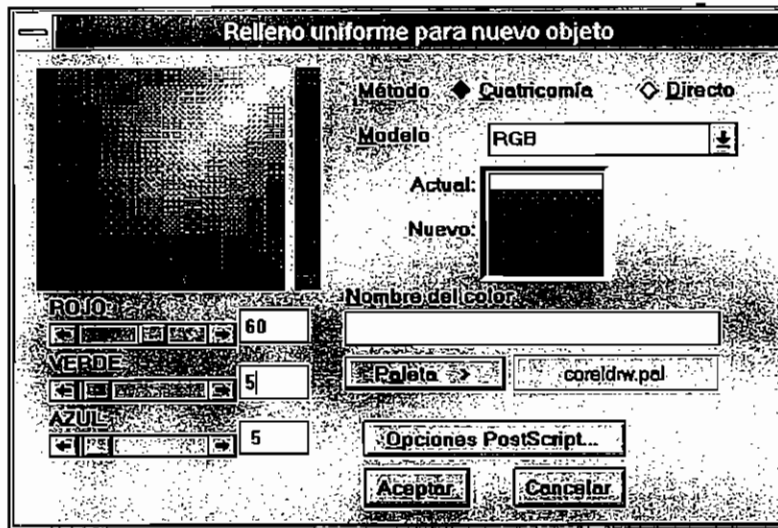 Relleno uniforme para nuevo objeto
Método Cuatricomía Directo
Modelo RGB
Actual:
Nuevo:
ROJO:
60
Nombre del color
VERDE
5
Paleta > coreldrw.pal
AZUL
5
Opciones PostScript...
Aceptar Cancelar